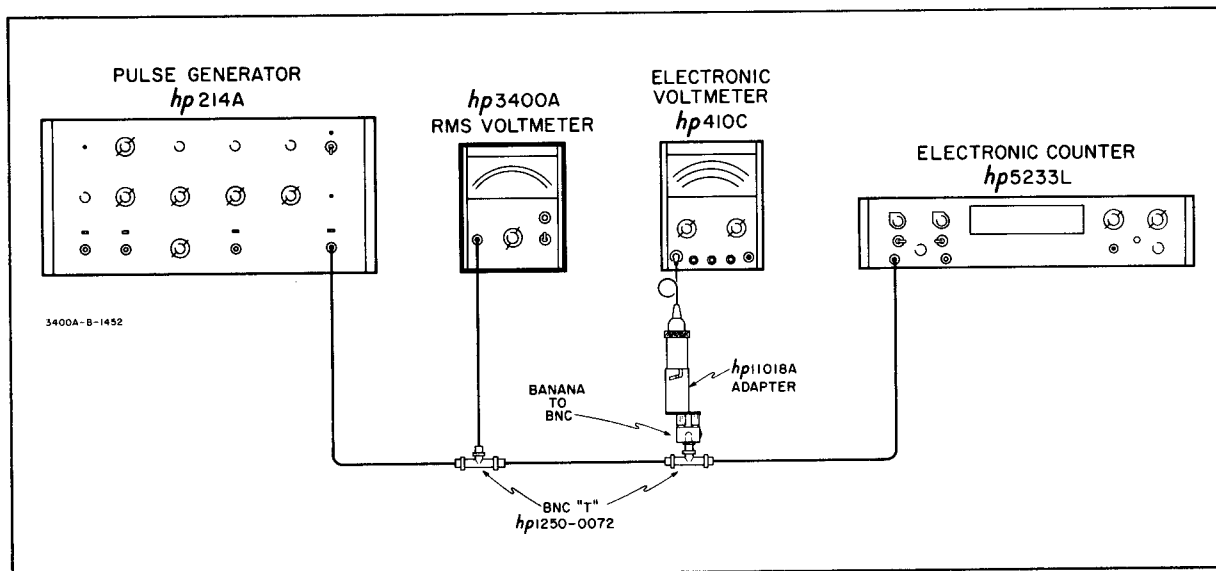 PULSE GENERATOR
hp 214A
hp 3400A
RMS VOLTMETER
ELECTRONIC
VOLTMETER
hp 410C
ELECTRONIC COUNTER
hp 5233L
3400A-B-1452
hp 11018A
ADAPTER
BANANA
TO
BNC
BNC "T"
hp 1250-0072